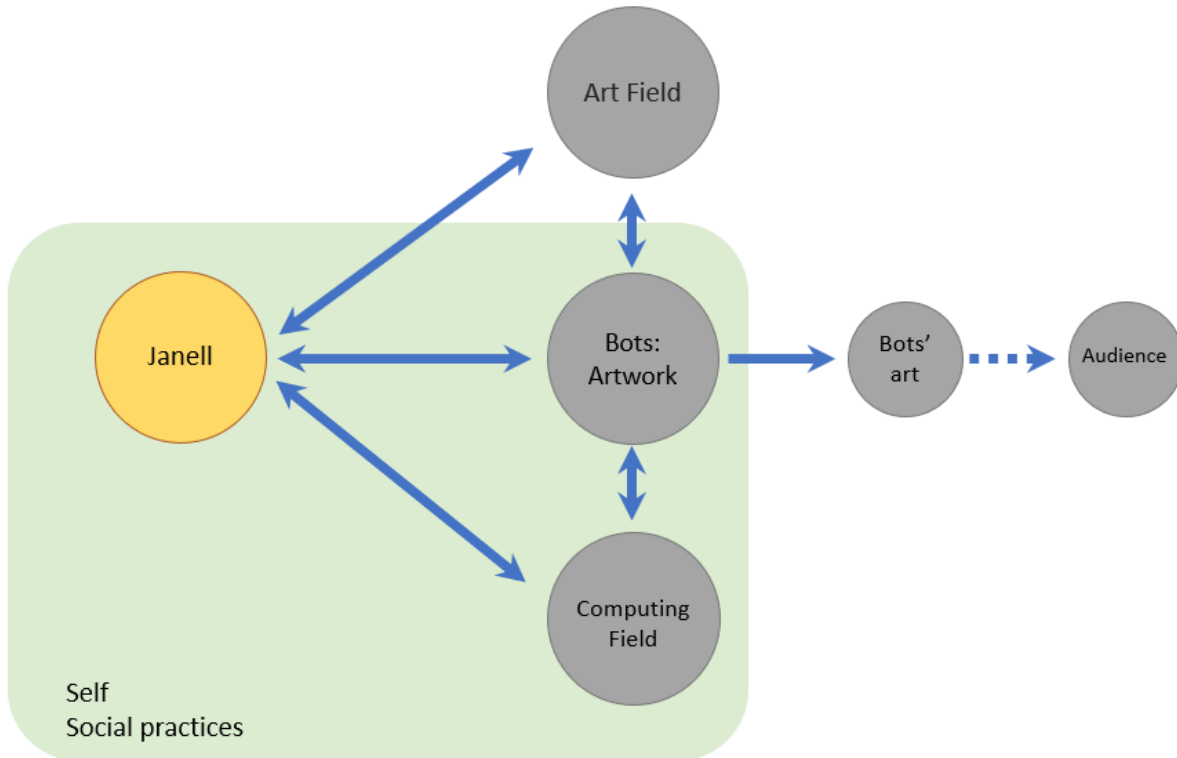 Art Field
Janell
Bots:
Artwork
Bots’
art
Audience
Computing
Field
Self
Social practices